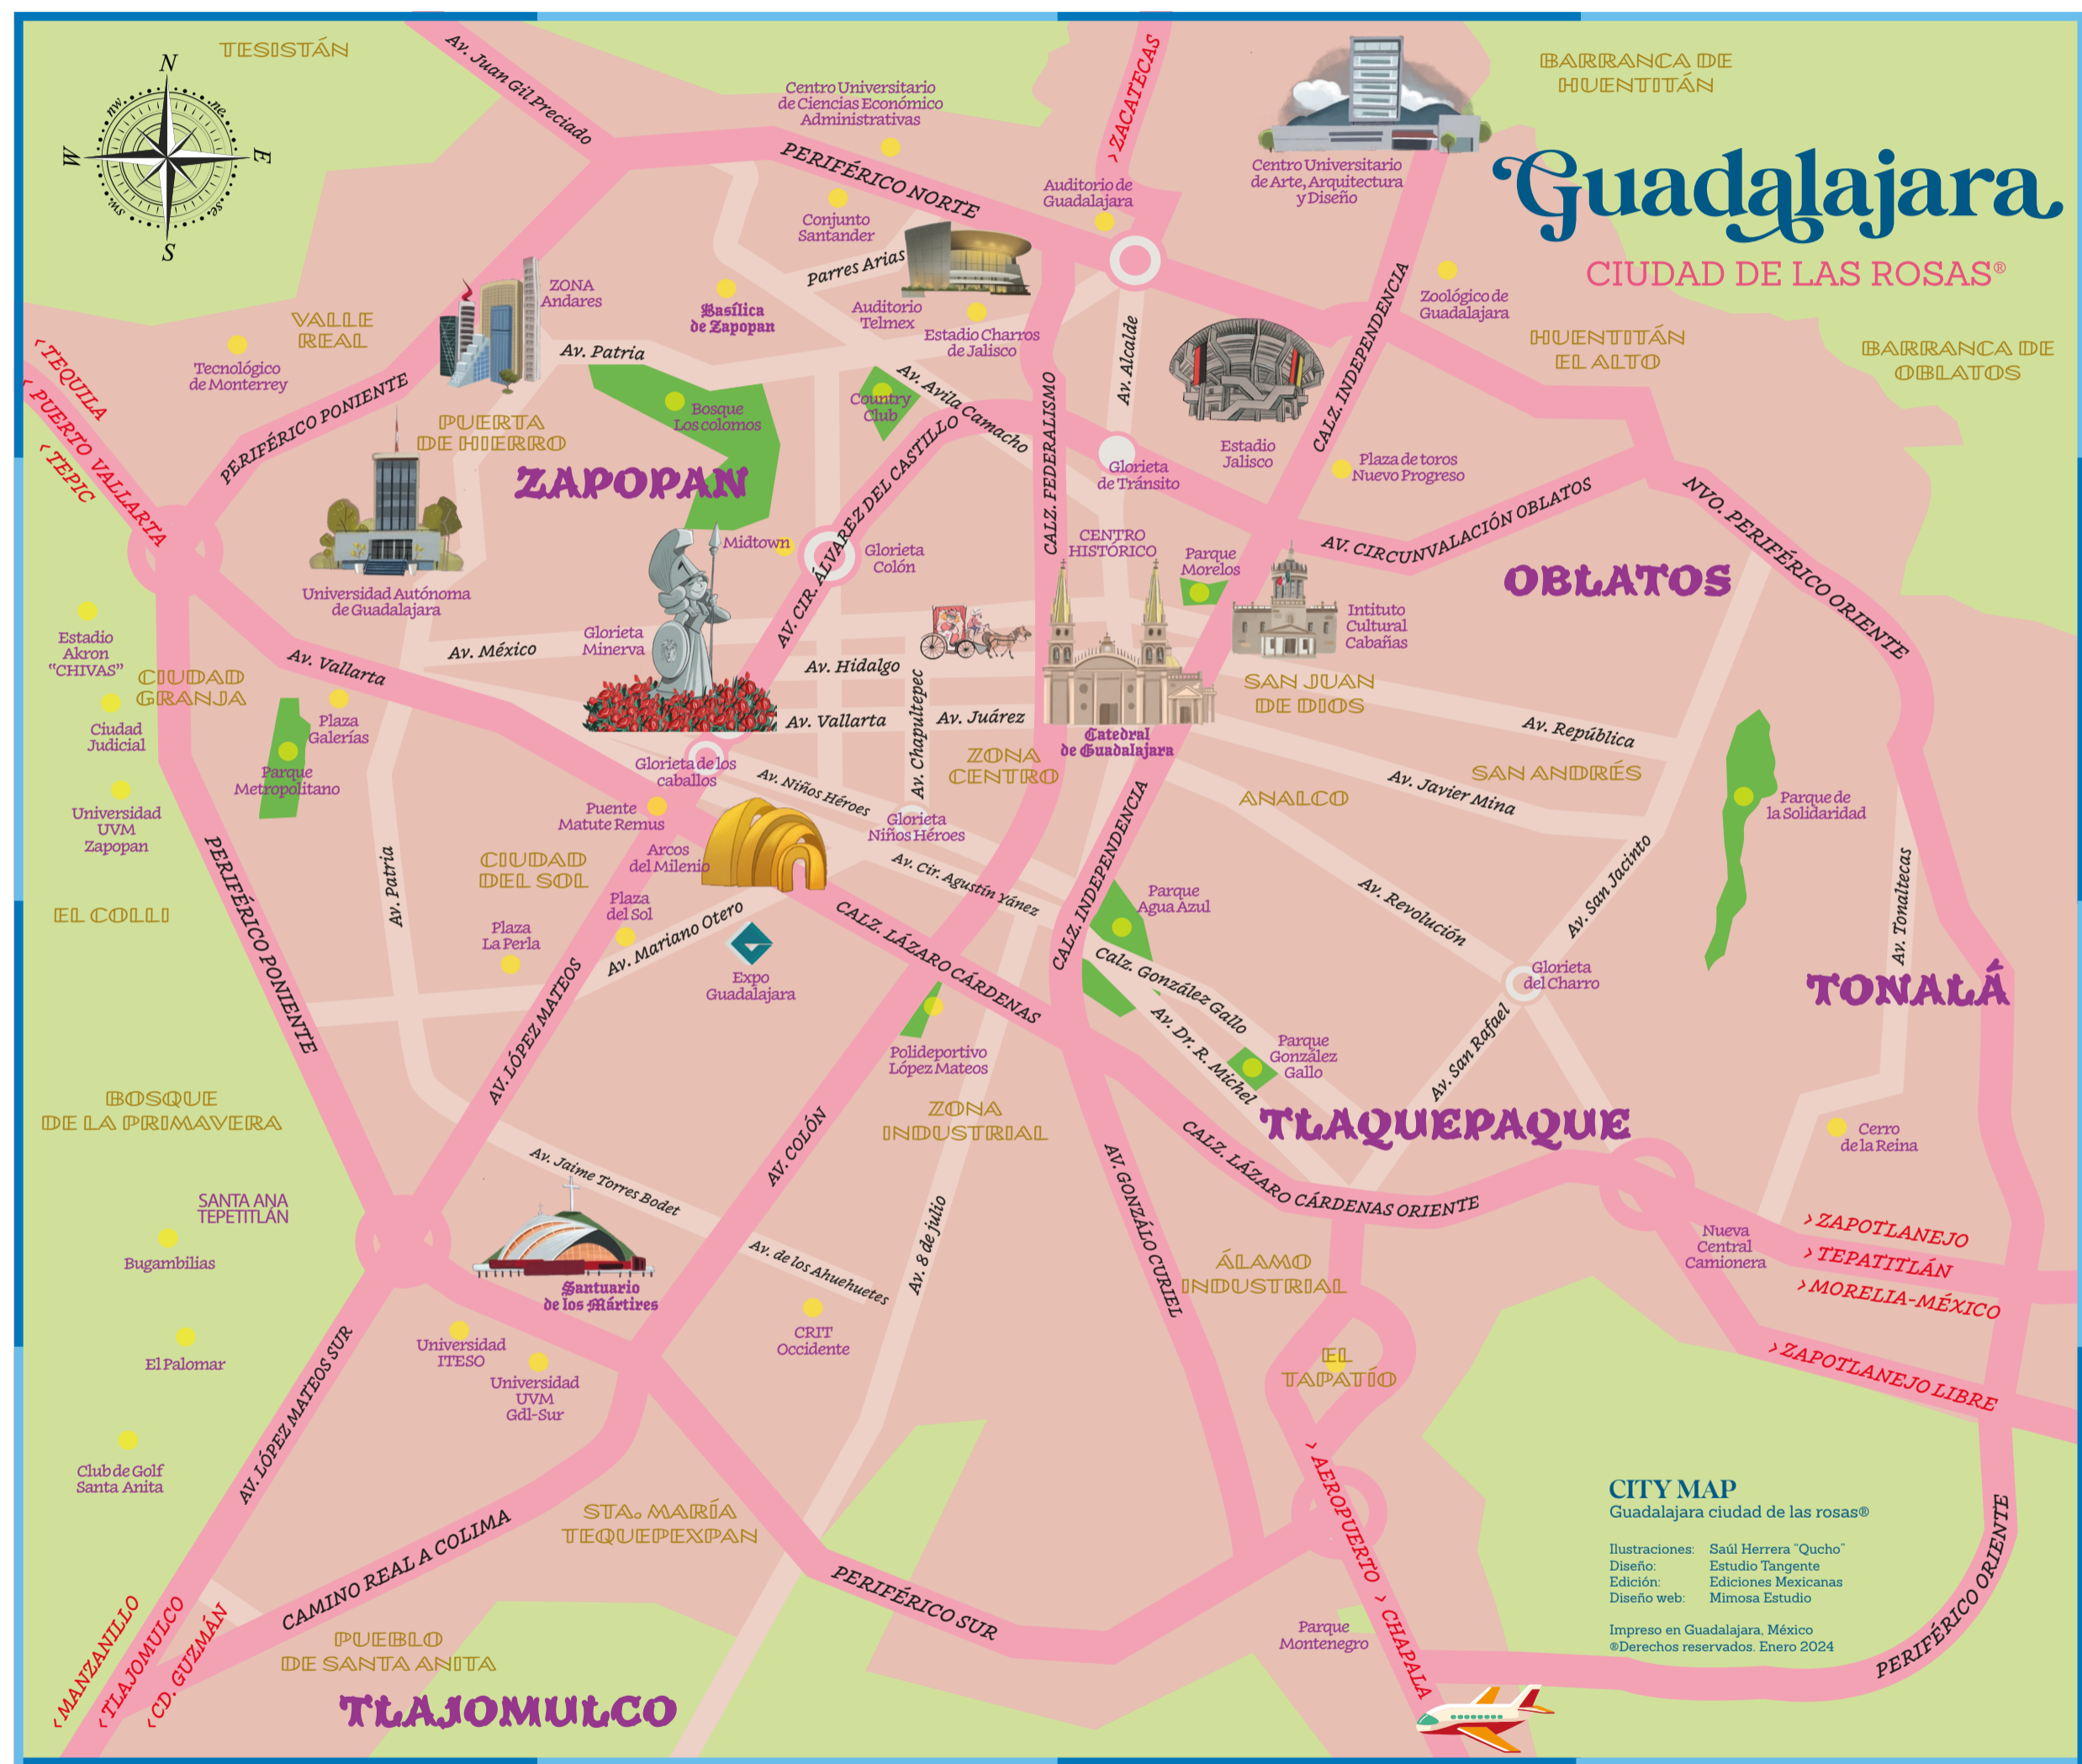 TESISTÁN
N
nw.
ne.
W
E
sw.
se.
S
Av. Juan Gil Preciado
Centro Universitario
de Ciencias Económico
Administrativas
PERIFÉRICO NORTE
> ZACATECAS
Auditorio de
Guadalajara
Centro Universitario
de Arte, Arquitectura
y Diseño
BARRANCA DE
HUENTITÁN
Guadalajara
CIUDAD DE LAS ROSAS®
Conjunto
Santander
Parres Arias
Auditorio
Telmex
Estadio Charros
de Jalisco
Basílica
de Zapopan
ZONA
Andares
VALLE
REAL
Tecnológico
de Monterrey
Av. Patria
Av. Alcalde
CALZ. INDEPENDENCIA
Zoológico de
Guadalajara
HUENTITÁN
EL ALTO
BARRANCA DE
OBLATOS
< TEQUILA
< PUERTO VALLARTA
< TEPIC
PERIFÉRICO PONIENTE
PUERTA
DE HIERRO
Bosque
Los colomos
Country
Club
Av. Avila Camacho
CALZ. FEDERALISMO
Glorieta
de Tránsito
Estadio
Jalisco
Plaza de toros
Nuevo Progreso
ZAPOPAN
Midtown
AV. CIR. ÁLVAREZ DEL CASTILLO
Glorieta
Colón
CENTRO
HISTÓRICO
Parque
Morelos
AV. CIRCUNVALACIÓN OBLATOS
NVO. PERIFÉRICO ORIENTE
OBLATOS
Universidad Autónoma
de Guadalajara
Intituto
Cultural
Cabañas
Estadio
Akron
“CHIVAS”
CIUDAD
GRANJA
Av. Vallarta
Av. México
Glorieta
Minerva
Av. Hidalgo
Av. Chapultepec
Av. Vallarta
Av. Juárez
Catedral
de Guadalajara
SAN JUAN
DE DIOS
Av. República
Ciudad
Judicial
Plaza
Galerías
Parque
Metropolitano
Glorieta de los
caballos
Av. Niños Héroes
ZONA
CENTRO
Av. Javier Mina
SAN ANDRÉS
ANALCO
Parque de
la Solidaridad
Universidad
UVM
Zapopan
Puente
Matute Remus
Glorieta
Niños Héroes
Arcos
del Milenio
CIUDAD
DEL SOL
Av. Cir. Agustín Yánez
CALZ. INDEPENDENCIA
Parque
Agua Azul
Av. Revolución
Av. San Jacinto
Av. Tonaltecas
EL COLLI
PERIFÉRICO PONIENTE
Av. Patria
Plaza
del Sol
Plaza
La Perla
Av. Mariano Otero
Expo
Guadalajara
CALZ. LÁZARO CÁRDENAS
Calz. González Gallo
Glorieta
del Charro
TONALÁ
AV. LÓPEZ MATEOS
Polideportivo
López Mateos
Av. Dr. R. Michel
Parque
González
Gallo
Av. San Rafael
BOSQUE
DE LA PRIMAVERA
ZONA
INDUSTRIAL
TLAQUEPAQUE
Cerro
de la Reina
AV. COLÓN
Av. Jaime Torres Bodet
AV. GONZÁLO CURIEL
CALZ. LÁZARO CÁRDENAS ORIENTE
SANTA ANA
TEPETITLÁN
Bugambilias
Santuario
de los Mártires
Av. de los Ahuehuetes
Av. 8 de julio
ÁLAMO
INDUSTRIAL
Nueva
Central
Camionera
> ZAPOTLANEJO
> TEPATITLÁN
> MORELIA-MÉXICO
El Palomar
Universidad
ITESO
Universidad
UVM
Gdl-Sur
CRIT
Occidente
EL
TAPATÍO
> ZAPOTLANEJO LIBRE
AV. LÓPEZ MATEOS SUR
Club de Golf
Santa Anita
CAMINO REAL A COLIMA
STA. MARÍA
TEQUEPEXPAN
PERIFÉRICO SUR
> AEROPUERTO > CHAPALA
Parque
Montenegro
PERIFÉRICO ORIENTE
< MANZANILLO
< TLAJOMULCO
< CD. GUZMÁN
PUEBLO
DE SANTA ANITA
TLAJOMULCO
CITY MAP
Guadalajara ciudad de las rosas®
Ilustraciones: Saúl Herrera “Qucho”
Diseño: Estudio Tangente
Edición: Ediciones Mexicanas
Diseño web: Mimosa Estudio
Impreso en Guadalajara, México
®Derechos reservados. Enero 2024